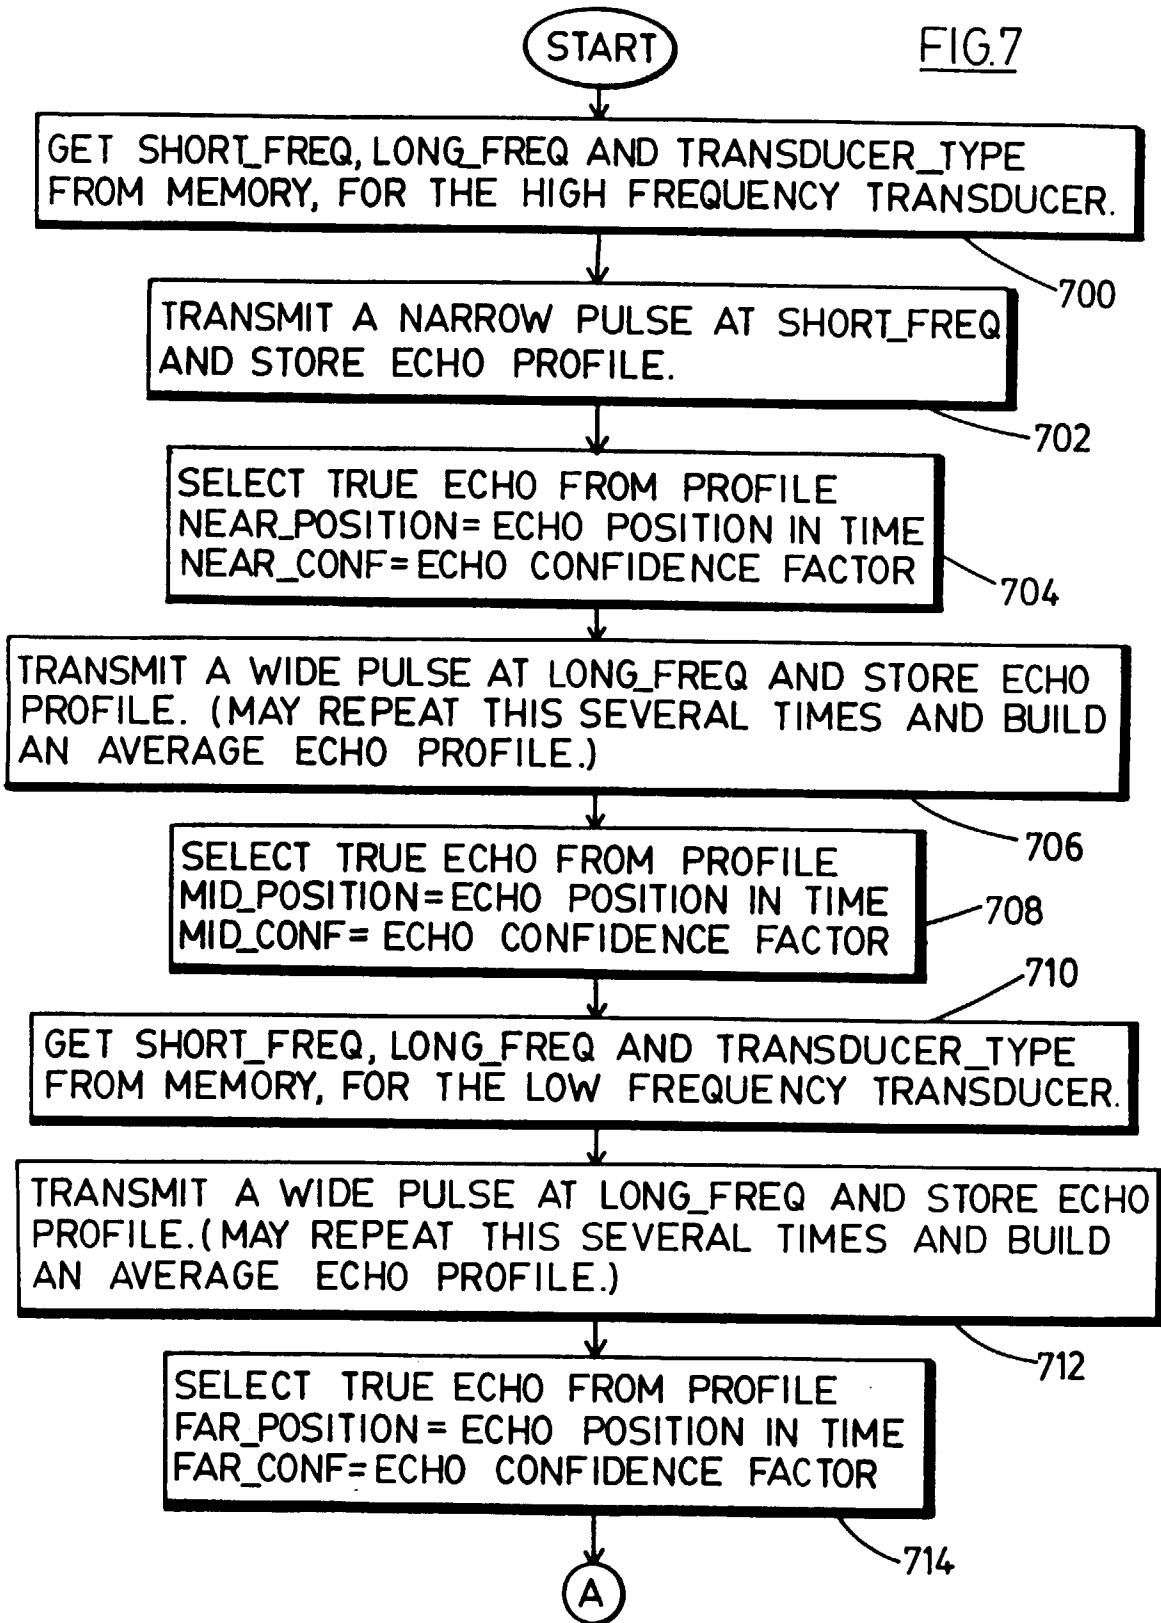 START
FIG.7
GET SHORT_FREQ, LONG_FREQ AND TRANSDUCER_TYPE
FROM MEMORY, FOR THE HIGH FREQUENCY TRANSDUCER.
700
TRANSMIT A NARROW PULSE AT SHORT_FREQ
AND STORE ECHO PROFILE.
702
SELECT TRUE ECHO FROM PROFILE
NEAR_POSITION=ECHO POSITION IN TIME
NEAR_CONF=ECHO CONFIDENCE FACTOR
704
TRANSMIT A WIDE PULSE AT LONG_FREQ AND STORE ECHO
PROFILE. (MAY REPEAT THIS SEVERAL TIMES AND BUILD
AN AVERAGE ECHO PROFILE.)
706
SELECT TRUE ECHO FROM PROFILE
MID_POSITION=ECHO POSITION IN TIME
MID_CONF=ECHO CONFIDENCE FACTOR
708
710
GET SHORT_FREQ, LONG_FREQ AND TRANSDUCER_TYPE
FROM MEMORY, FOR THE LOW FREQUENCY TRANSDUCER.
TRANSMIT A WIDE PULSE AT LONG_FREQ AND STORE ECHO
PROFILE.(MAY REPEAT THIS SEVERAL TIMES AND BUILD
AN AVERAGE ECHO PROFILE.)
712
SELECT TRUE ECHO FROM PROFILE
FAR_POSITION=ECHO POSITION IN TIME
FAR_CONF=ECHO CONFIDENCE FACTOR
714
A